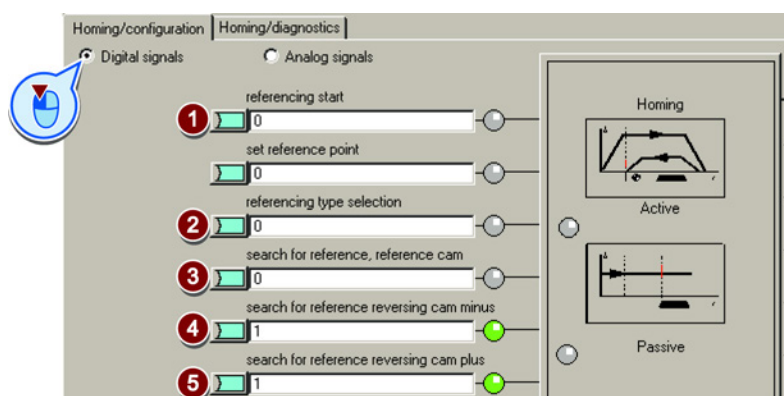 Homing/configuration Homing/diagnostics
Digital signals Analog signals
referencing start
1 0
set reference point
0
referencing type selection
2 0
search for reference, reference cam
3 0
search for reference reversing cam minus
4 1
search for reference reversing cam plus
5 1
Homing
Active
Passive